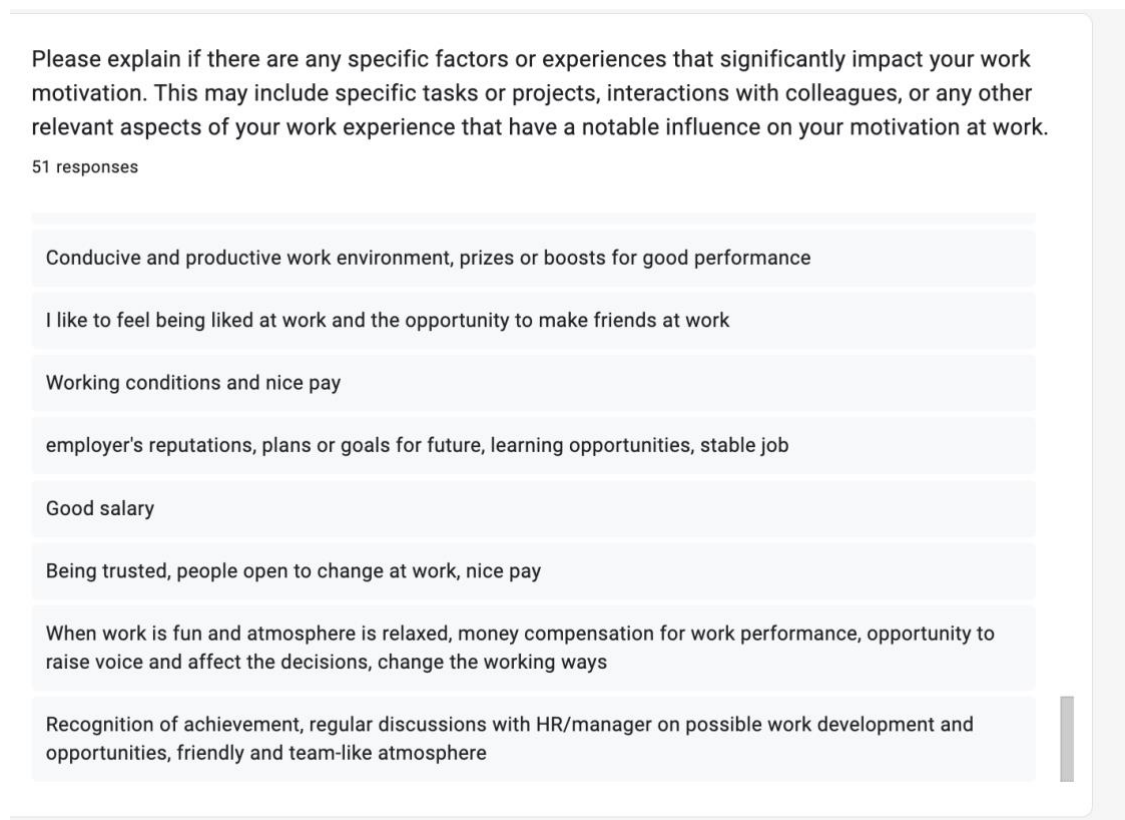 Please explain if there are any specific factors or experiences that significantly impact your work
motivation. This may include specific tasks or projects, interactions with colleagues, or any other
relevant aspects of your work experience that have a notable influence on your motivation at work.
51 responses
Conducive and productive work environment, prizes or boosts for good performance
I like to feel being liked at work and the opportunity to make friends at work
Working conditions and nice pay
employer's reputations, plans or goals for future, learning opportunities, stable job
Good salary
Being trusted, people open to change at work, nice pay
When work is fun and atmosphere is relaxed, money compensation for work performance, opportunity to
raise voice and affect the decisions, change the working ways
Recognition of achievement, regular discussions with HR/manager on possible work development and
opportunities, friendly and team-like atmosphere